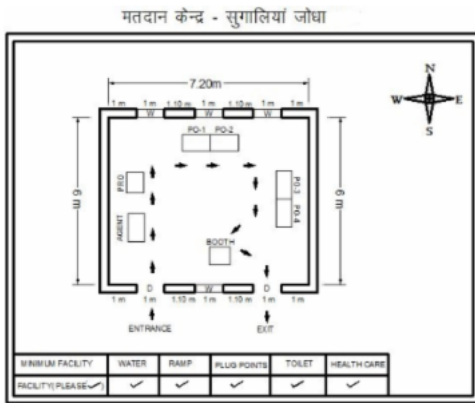 मतदान केन्द्र - सुगालियां जोधा
N
W E
S
7.20m
1 m 1 m 1.10 m 1 m 1.10 m 1 m 1 m
W W W
PO-1 PO-2
6 m
6 m
PRO
PO-3
PO-4
AGENT
BOOTH
D W D
1 m 1 m 1.10 m 1 m 1.10 m 1 m 1 m
ENTRANCE EXIT
MINIMUM FACILITY WATER RAMP PLUG POINTS TOILET HEALTH CARE
FACILITY(PLEASE ✓) ✓ ✓ ✓ ✓ ✓